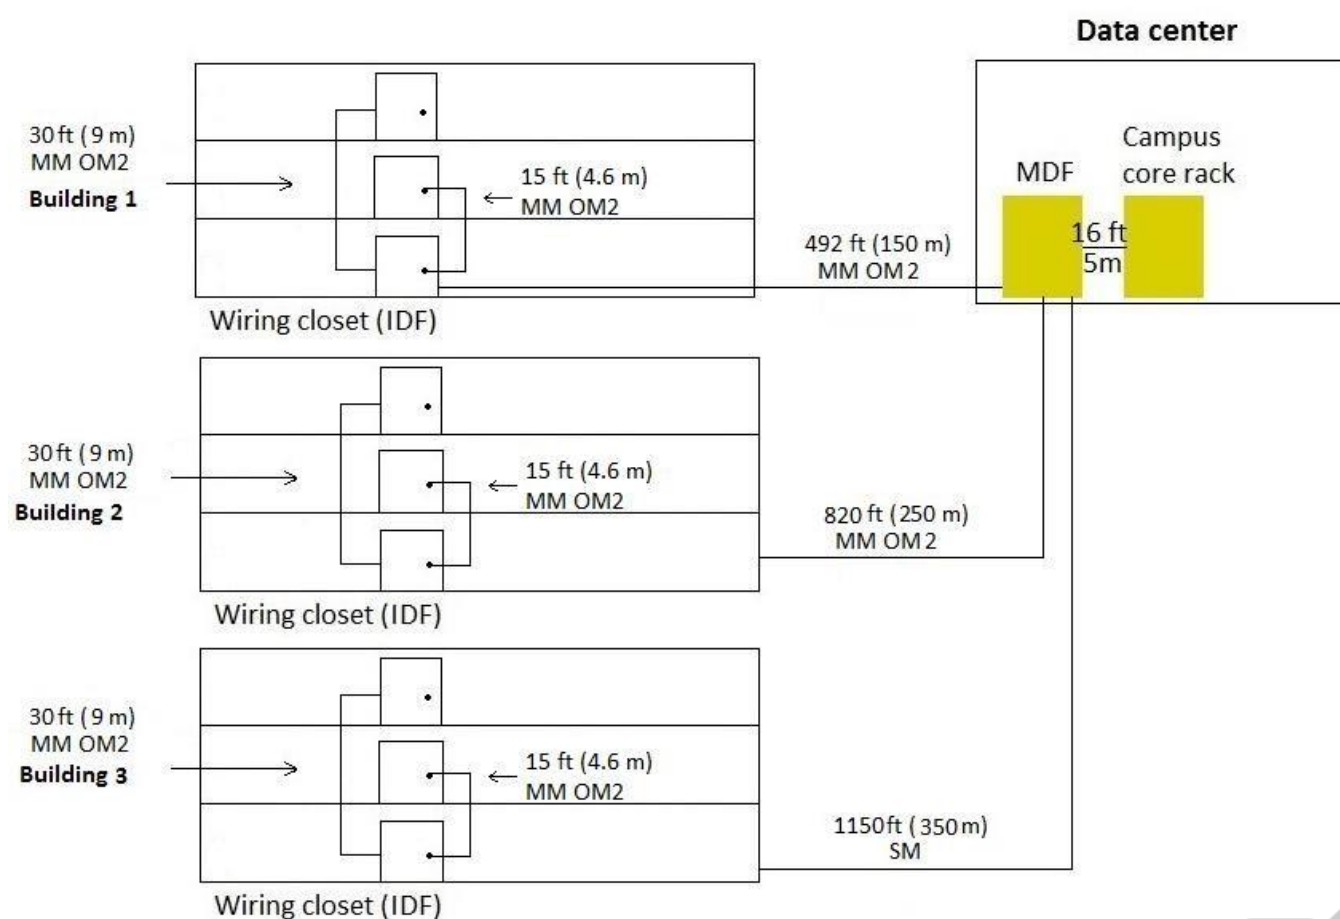 Data center
30 ft (9 m)
MM OM2
Building 1
15 ft (4.6 m)
MM OM2
492 ft (150 m)
MM OM2
MDF
Campus
core rack
16 ft
5m
Wiring closet (IDF)
30 ft (9 m)
MM OM2
Building 2
15 ft (4.6 m)
MM OM2
820 ft (250 m)
MM OM2
Wiring closet (IDF)
30 ft (9 m)
MM OM2
Building 3
15 ft (4.6 m)
MM OM2
1150ft (350m)
SM
Wiring closet (IDF)